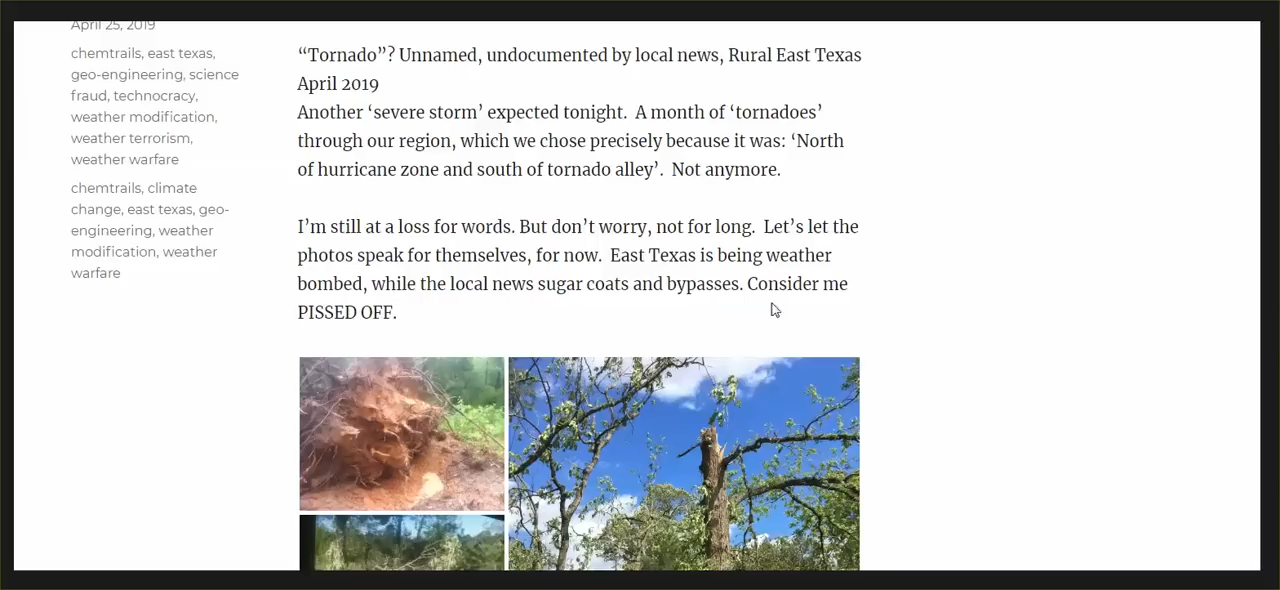 April 25, 2019
chemtrails, east texas,
geo-engineering, science
fraud, technocracy,
weather modification,
weather terrorism,
weather warfare
chemtrails, climate
change, east texas, geo-
engineering, weather
modification, weather
warfare
“Tornado”? Unnamed, undocumented by local news, Rural East Texas
April 2019
Another ‘severe storm’ expected tonight.  A month of ‘tornadoes’
through our region, which we chose precisely because it was: ‘North
of hurricane zone and south of tornado alley’.  Not anymore.
I’m still at a loss for words. But don’t worry, not for long.  Let’s let the
photos speak for themselves, for now.  East Texas is being weather
bombed, while the local news sugar coats and bypasses. Consider me
PISSED OFF.